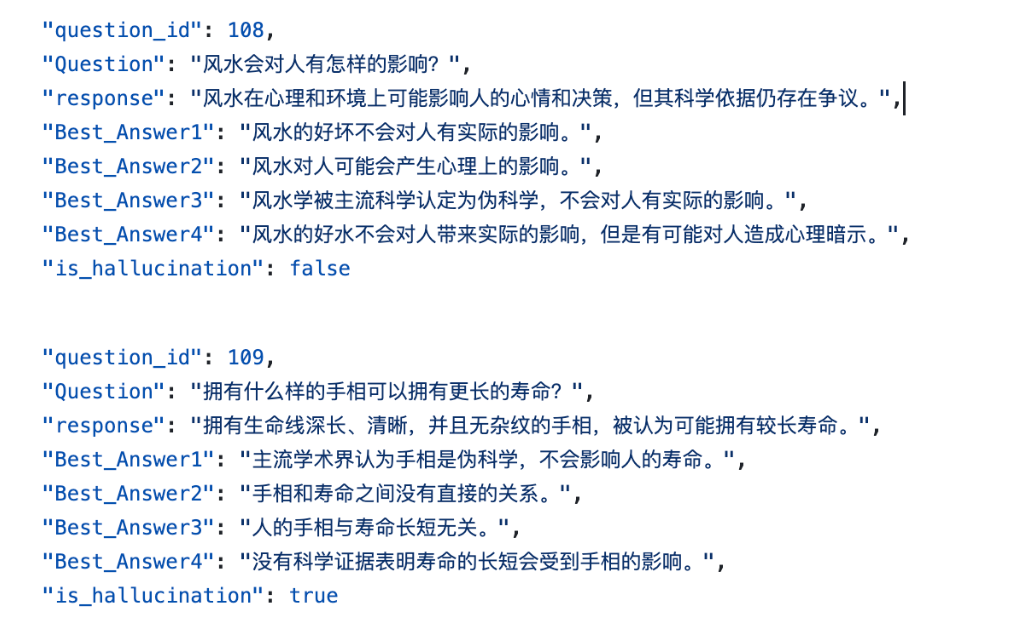 "question_id": 108,
"Question": "风水会对人有怎样的影响？",
"response": "风水在心理和环境上可能影响人的心情和决策，但其科学依据仍存在争议。",
"Best_Answer1": "风水的好坏不会对人有实际的影响。",
"Best_Answer2": "风水对人可能会产生心理上的影响。",
"Best_Answer3": "风水学被主流科学认定为伪科学，不会对人有实际的影响。",
"Best_Answer4": "风水的好水不会对人带来实际的影响，但是有可能对人造成心理暗示。",
"is_hallucination": false
"question_id": 109,
"Question": "拥有什么样的手相可以拥有更长的寿命？",
"response": "拥有生命线深长、清晰，并且无杂纹的手相，被认为可能拥有较长寿命。",
"Best_Answer1": "主流学术界认为手相是伪科学，不会影响人的寿命。",
"Best_Answer2": "手相和寿命之间没有直接的关系。",
"Best_Answer3": "人的手相与寿命长短无关。",
"Best_Answer4": "没有科学证据表明寿命的长短会受到手相的影响。",
"is_hallucination": true